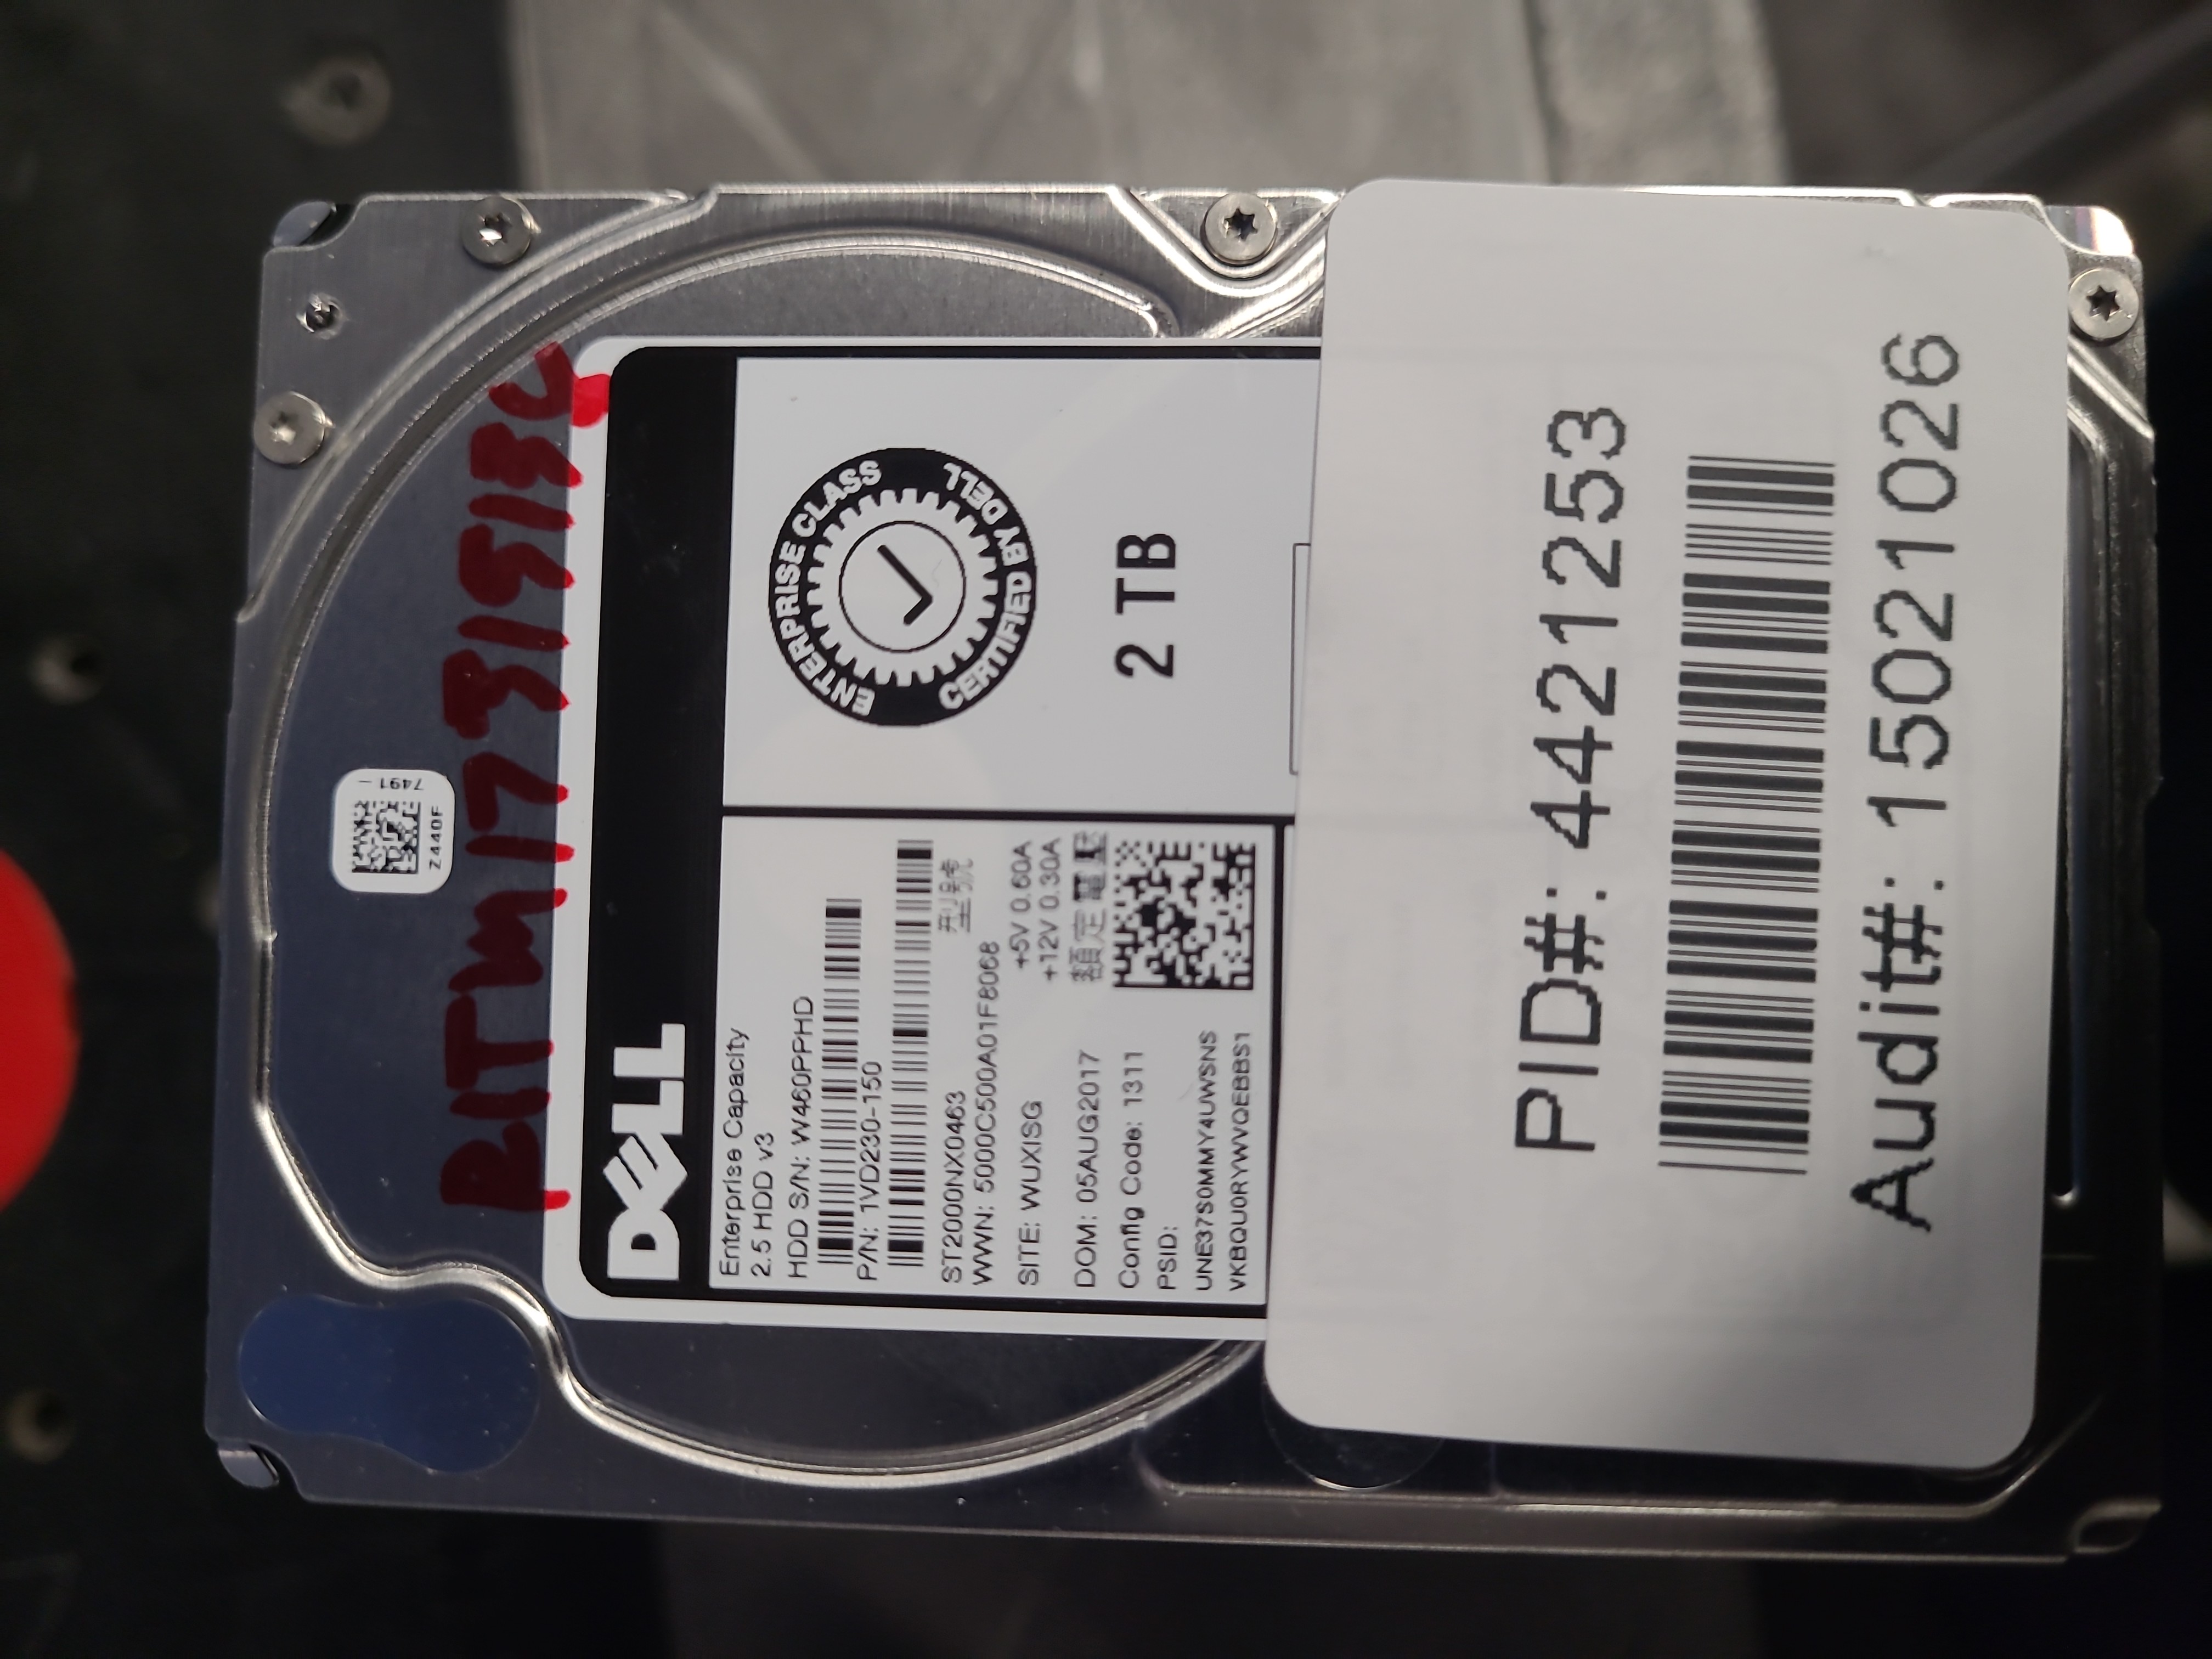 Z440F
7491
DELL
Enterprise Capacity
2.5 HDD v3
HDD S/N: W460PPHD
P/N: 1VD230-150
ST2000NX0463 型號
WWN: 5000C500A01F8068
SITE: WUXISG
+5V 0.60A
+12V 0.30A
DOM: 05AUG2017
額定電壓
Config Code: 1311
PSID:
UNE37S0MMY4UWSNS
VKBQU0RYWVQEBBS1
ENTERPRISE CLASS
CERTIFIED BY DELL
2 TB
PID#: 4421253
Audit#: 15021026